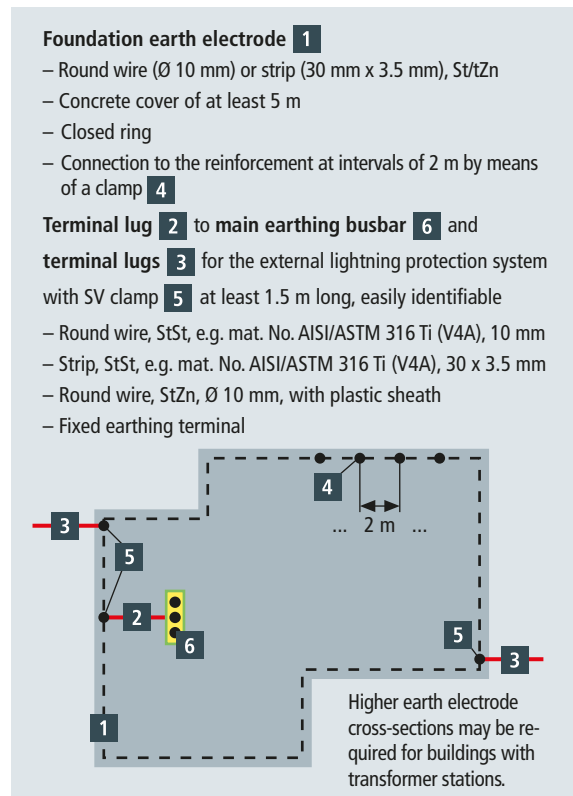 Foundation earth electrode 1
– Round wire (Ø 10 mm) or strip (30 mm x 3.5 mm), St/tZn
– Concrete cover of at least 5 m
– Closed ring
– Connection to the reinforcement at intervals of 2 m by means
of a clamp 4
Terminal lug 2 to main earthing busbar 6 and
terminal lugs 3 for the external lightning protection system
with SV clamp 5 at least 1.5 m long, easily identifiable
– Round wire, StSt, e.g. mat. No. AISI/ASTM 316 Ti (V4A), 10 mm
– Strip, StSt, e.g. mat. No. AISI/ASTM 316 Ti (V4A), 30 x 3.5 mm
– Round wire, StZn, Ø 10 mm, with plastic sheath
– Fixed earthing terminal
4
... 2 m ...
3
5
2
6
5
3
1
Higher earth electrode
cross-sections may be re-
quired for buildings with
transformer stations.